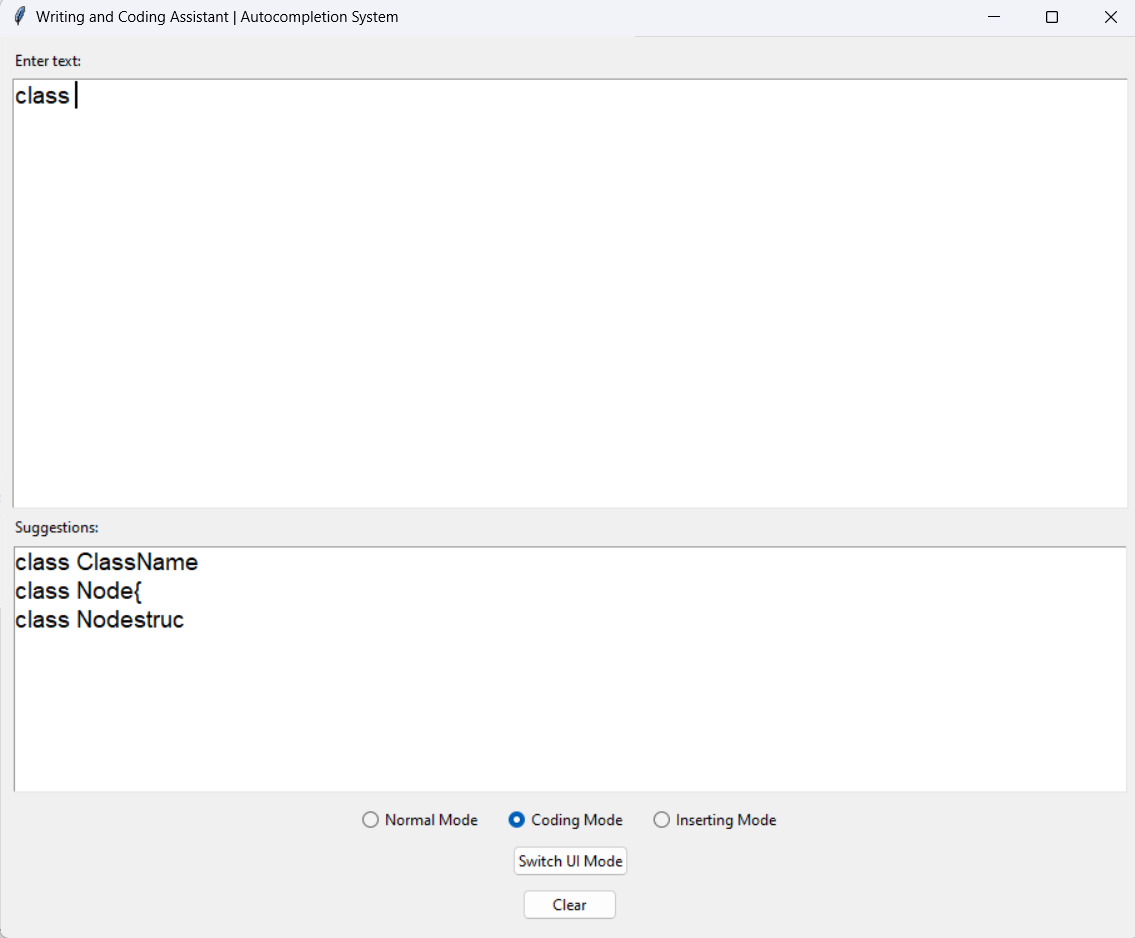 Writing and Coding Assistant | Autocompletion System
Enter text:
class
Suggestions:
class ClassName
class Node{
class Nodestruc
Normal Mode Coding Mode Inserting Mode
Switch UI Mode
Clear